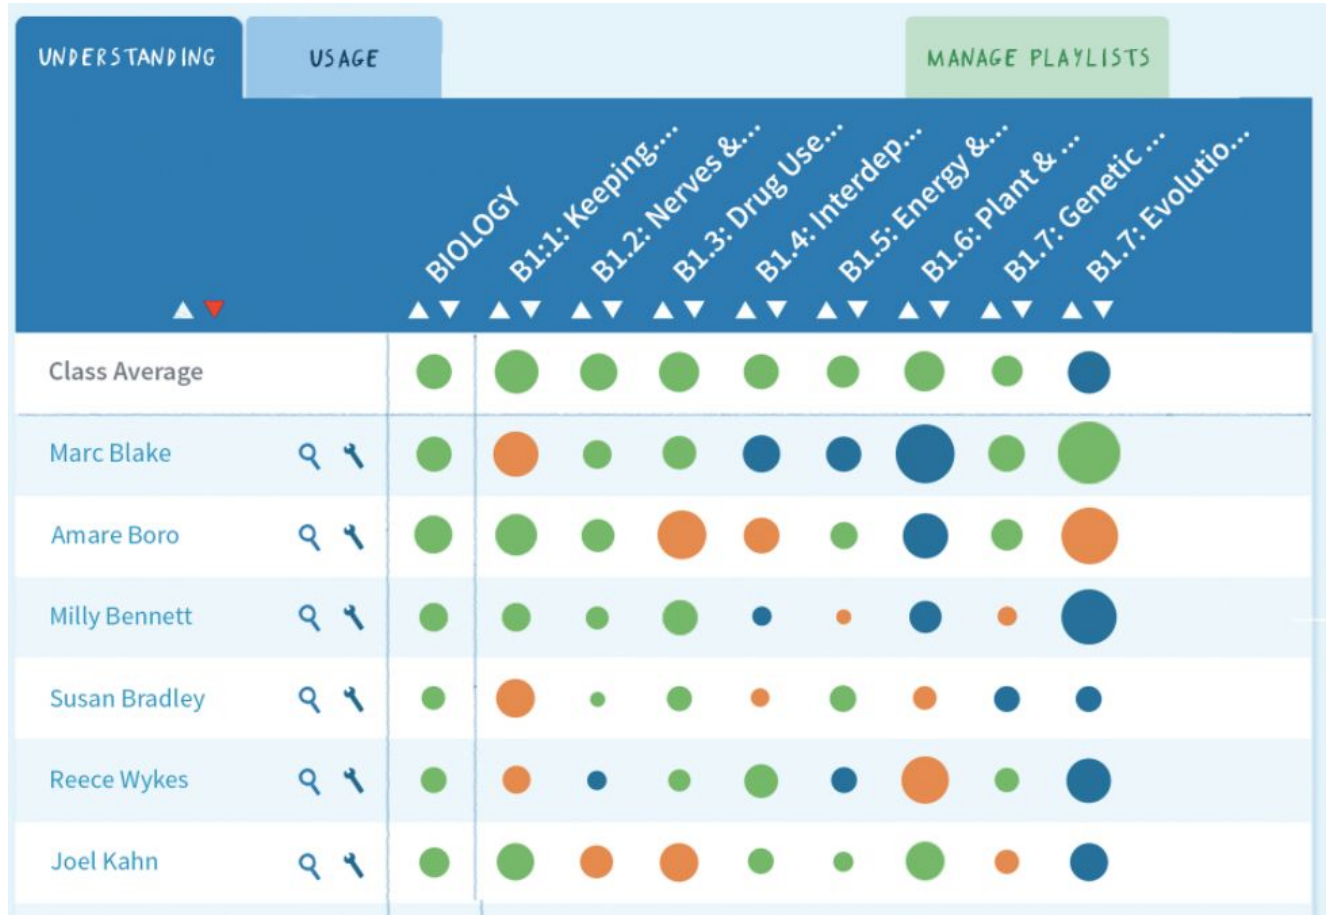 UNDERSTANDING
USAGE
MANAGE PLAYLISTS
BIOLOGY
B1:1: Keeping....
B1.2: Nerves &...
B1.3: Drug Use...
B1.4: Interdep...
B1.5: Energy &...
B1.6: Plant & ...
B1.7: Genetic ...
B1.7: Evolutio...
Class Average
Marc Blake
Amare Boro
Milly Bennett
Susan Bradley
Reece Wykes
Joel Kahn